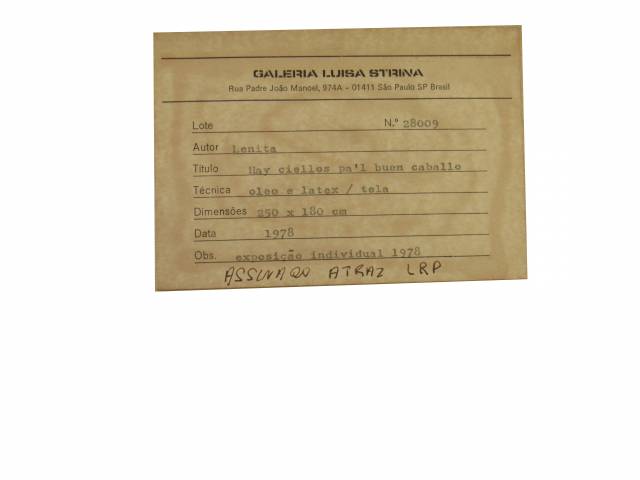 GALERIA LUISA STRINA
Rua Padre João Manoel, 974A - 01411 São Paulo SP Brasil
Lote N.º 28009
Autor Lenita
Título Hay ciellos pa'l buen caballo
Técnica oleo e latex / tela
Dimensões 250 x 180 cm
Data 1978
Obs. exposição individual 1978
ASSINADO ATRAZ LRP